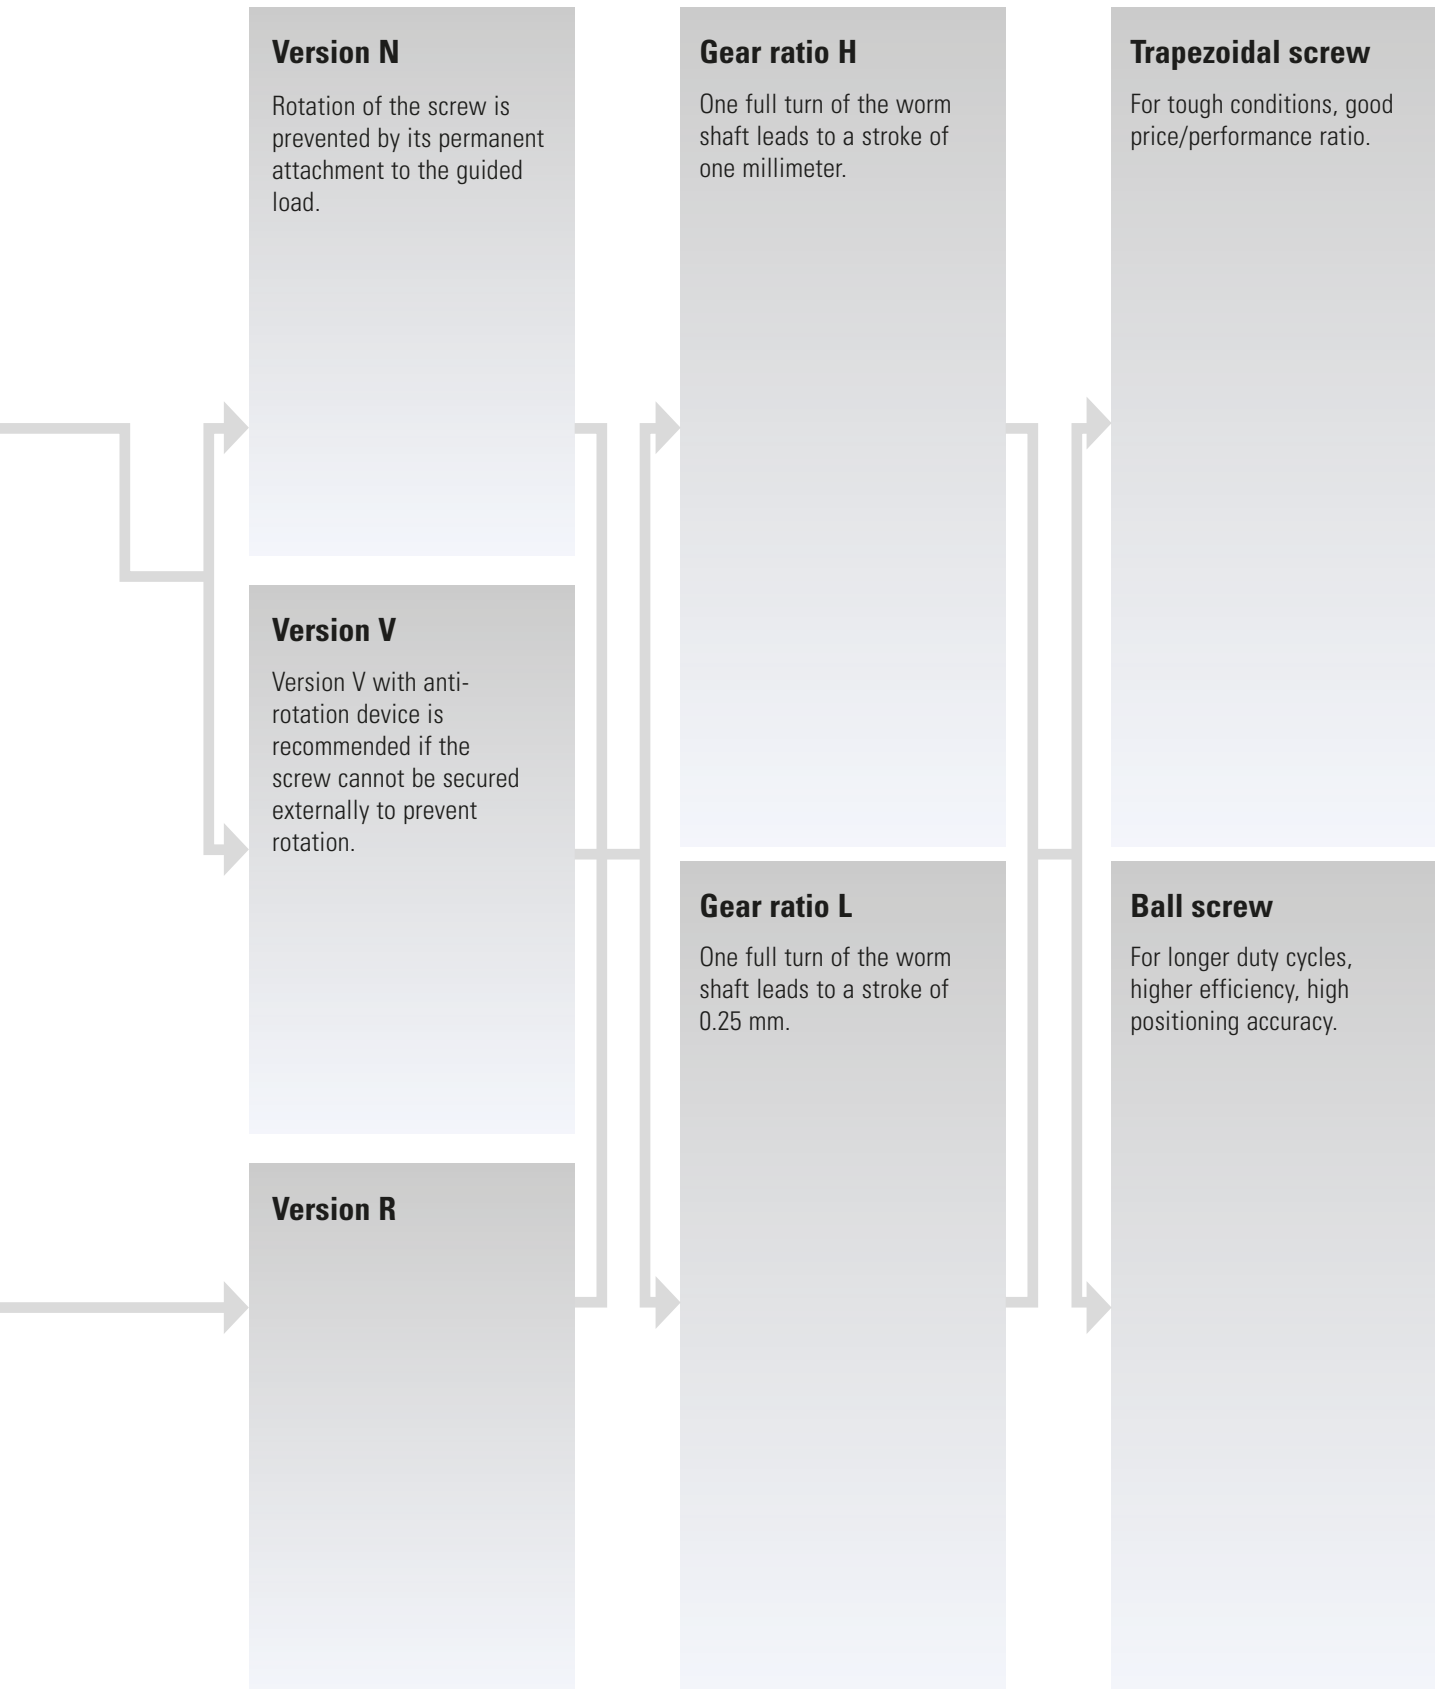 Version N
Rotation of the screw is
prevented by its permanent
attachment to the guided
load.
Version V
Version V with anti-
rotation device is
recommended if the
screw cannot be secured
externally to prevent
rotation.
Version R
Gear ratio H
One full turn of the worm
shaft leads to a stroke of
one millimeter.
Gear ratio L
One full turn of the worm
shaft leads to a stroke of
0.25 mm.
Trapezoidal screw
For tough conditions, good
price/performance ratio.
Ball screw
For longer duty cycles,
higher efficiency, high
positioning accuracy.